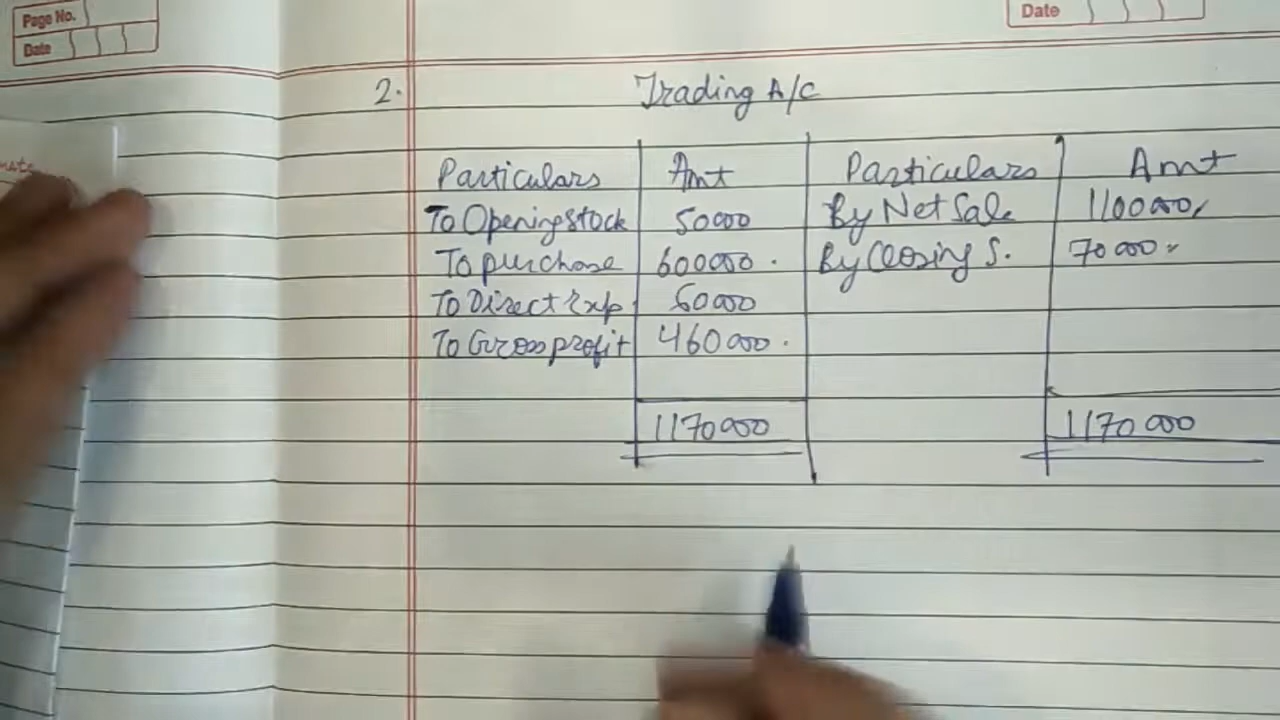 Page No.
Date
Date
2. Trading A/C
Particulars Amt Particulars Amt
To Opening stock 50000 By Net Sale 1100000
To purchase 600000 By Closing S. 70000
To Direct Exp 60000
To Gross profit 460000
1170000 1170000